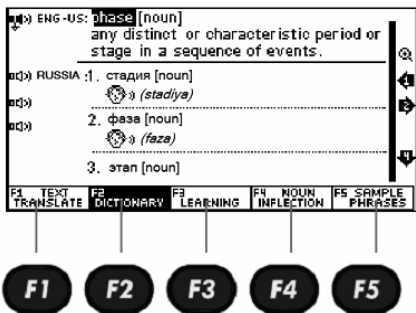 ENG-US: phase [noun]
any distinct or characteristic period or
stage in a sequence of events.
RUSSIA :1. стадия [noun]
(stadiya)
2. фаза [noun]
(faza)
3. этап [noun]
F1 TEXT TRANSLATE F2 DICTIONARY F3 LEARNING F4 NOUN INFLECTION F5 SAMPLE PHRASES
F1 F2 F3 F4 F5